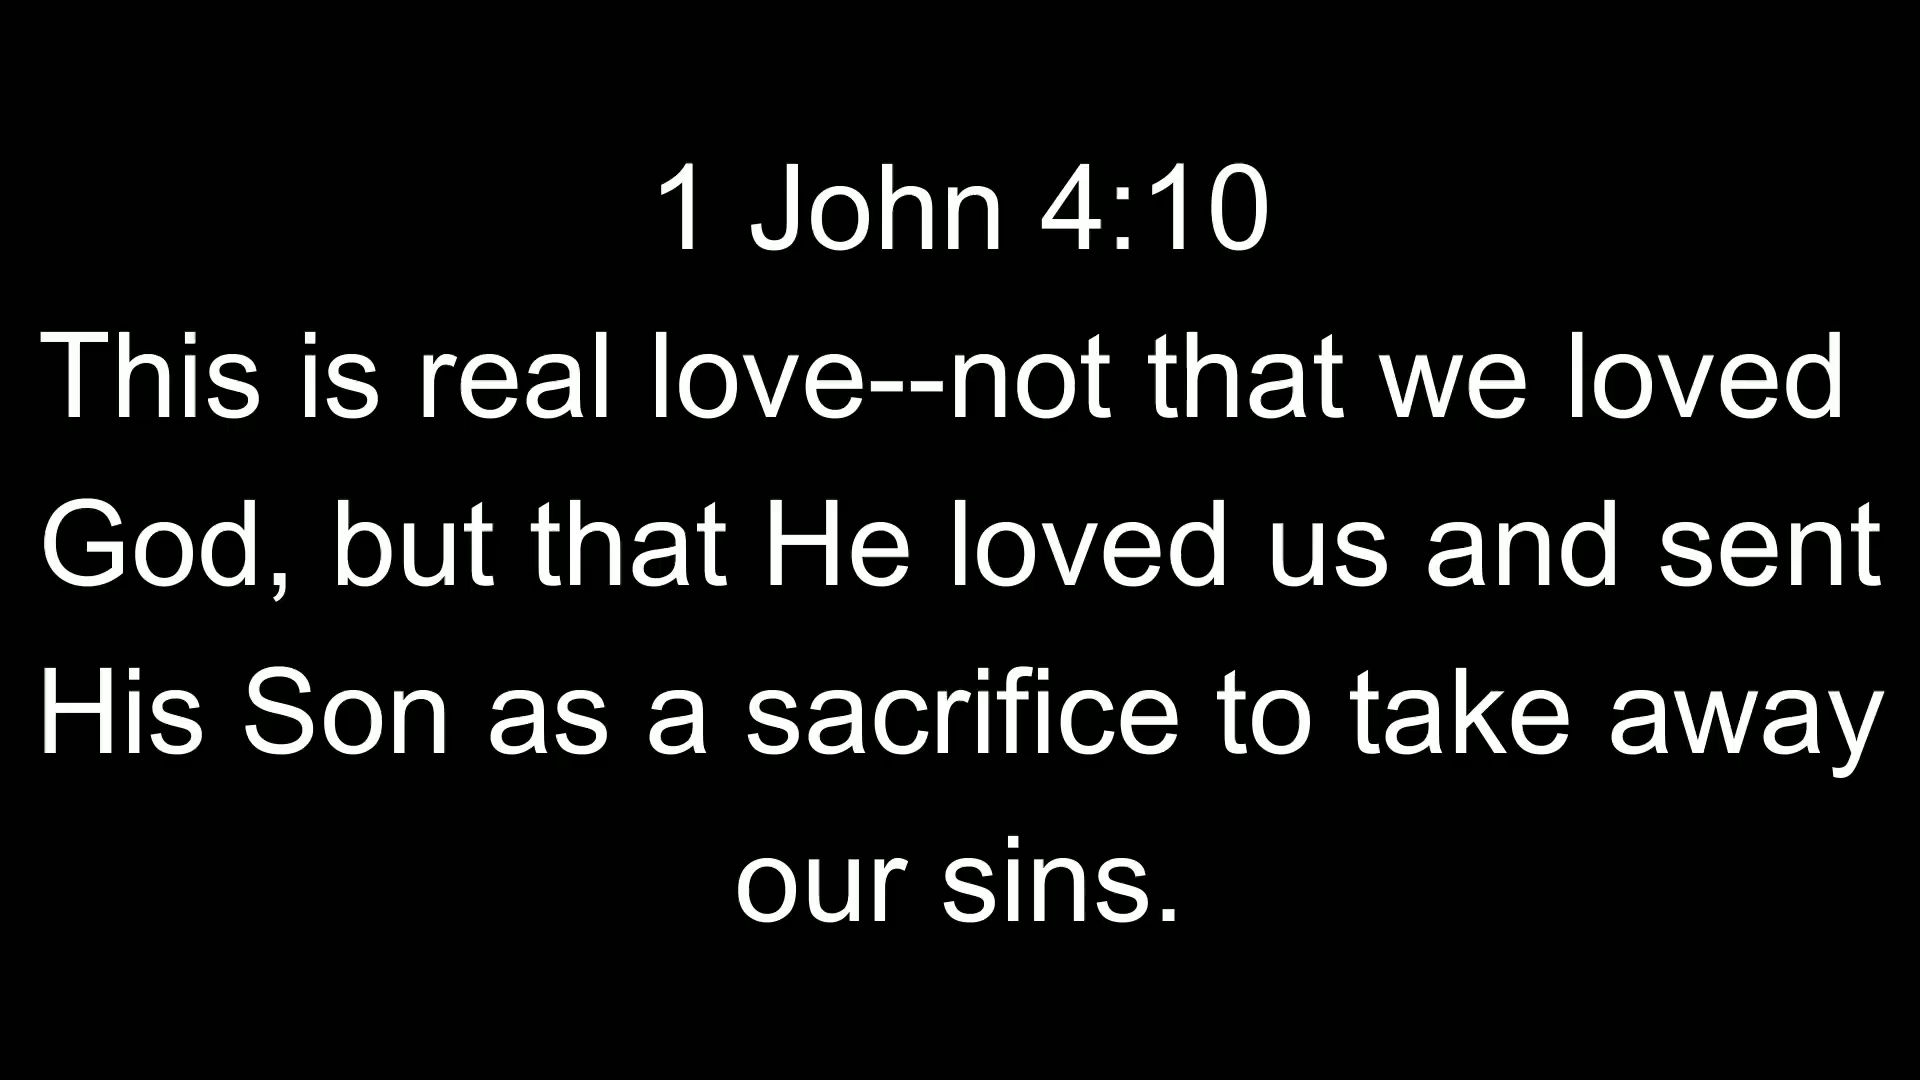 1 John 4:10
This is real love--not that we loved
God, but that He loved us and sent
His Son as a sacrifice to take away
our sins.